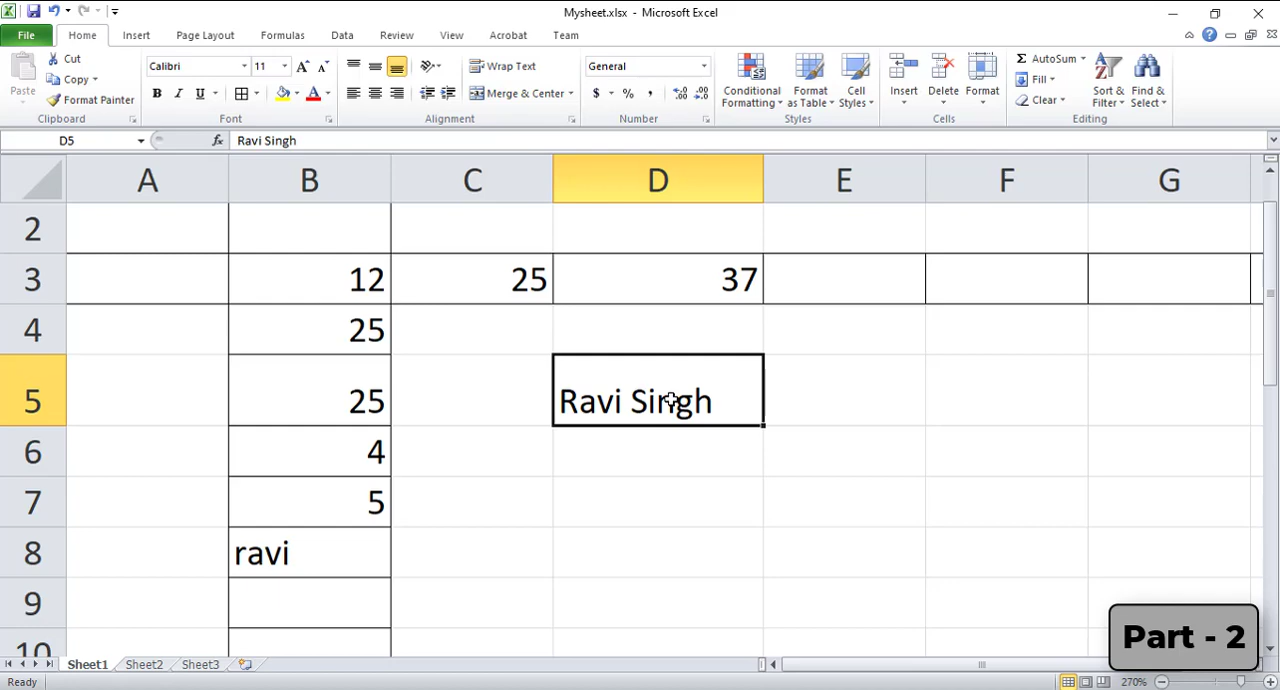 Mysheet.xlsx - Microsoft Excel
File Home Insert Page Layout Formulas Data Review View Acrobat Team
Paste
Cut
Copy
Format Painter
Clipboard
Calibri 11
B I U
Font
Wrap Text
Merge & Center
Alignment
General
$ % ,
Number
Conditional Formatting
Format as Table
Cell Styles
Styles
Insert Delete Format
Cells
Σ AutoSum
Fill
Clear
Sort & Filter
Find & Select
Editing
D5 fx Ravi Singh
A B C D E F G
2
3 12 25 37
4 25
5 25 Ravi Singh
6 4
7 5
8 ravi
9
10
Part - 2
Sheet1 Sheet2 Sheet3
Ready 270%